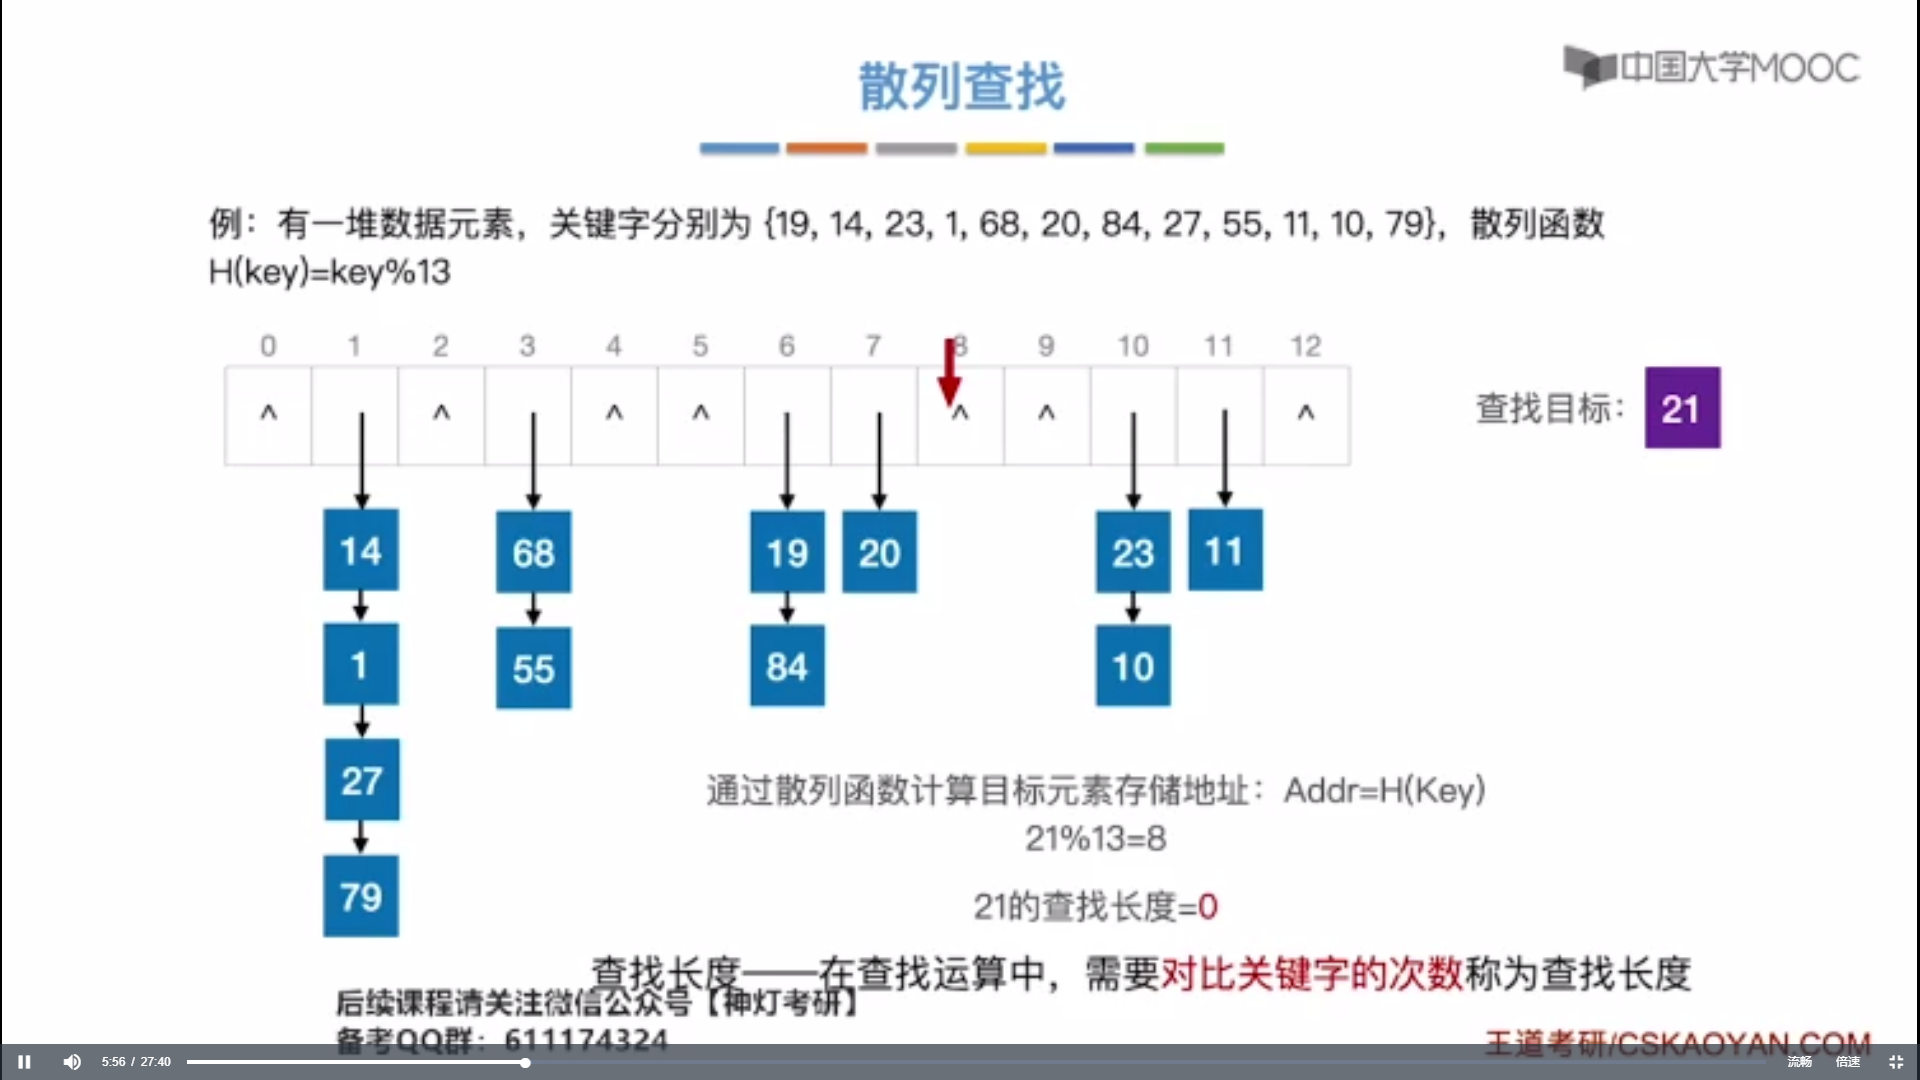 中国大学MOOC
散列查找
例：有一堆数据元素，关键字分别为 {19, 14, 23, 1, 68, 20, 84, 27, 55, 11, 10, 79}，散列函数
H(key)=key%13
0 1 2 3 4 5 6 7 8 9 10 11 12
^ ^ ^ ^ ^ ^ ^
查找目标： 21
14 68 19 20 23 11
1 55 84 10
27
79
通过散列函数计算目标元素存储地址：Addr=H(Key)
21%13=8
21的查找长度=0
查找长度——在查找运算中，需要对比关键字的次数称为查找长度
后续课程请关注微信公众号【神灯考研】
备考QQ群：611174324
王道考研/CSKAOYAN.COM
5:56 / 27:40 流畅 倍速